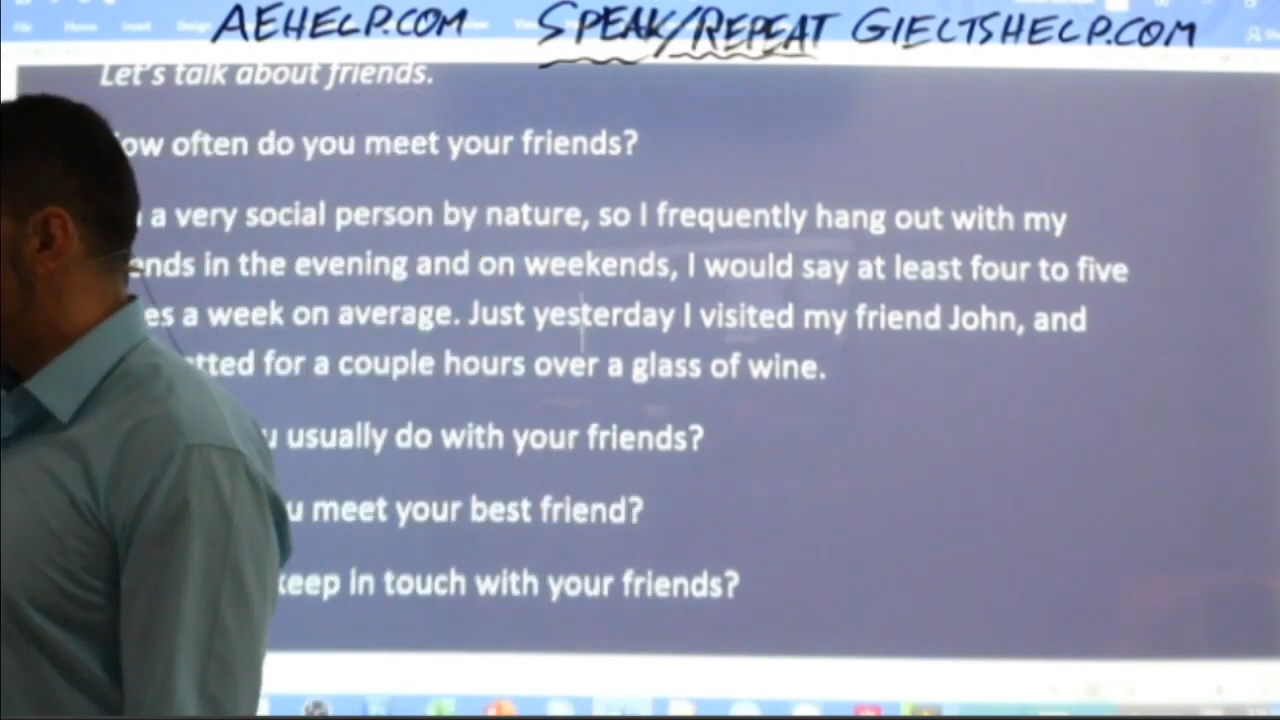 AEHELP.COM SPEAK/REPEAT GIELTSHELP.COM
Let's talk about friends.
ow often do you meet your friends?
a very social person by nature, so I frequently hang out with my
ends in the evening and on weekends, I would say at least four to five
es a week on average. Just yesterday I visited my friend John, and
tted for a couple hours over a glass of wine.
u usually do with your friends?
u meet your best friend?
keep in touch with your friends?